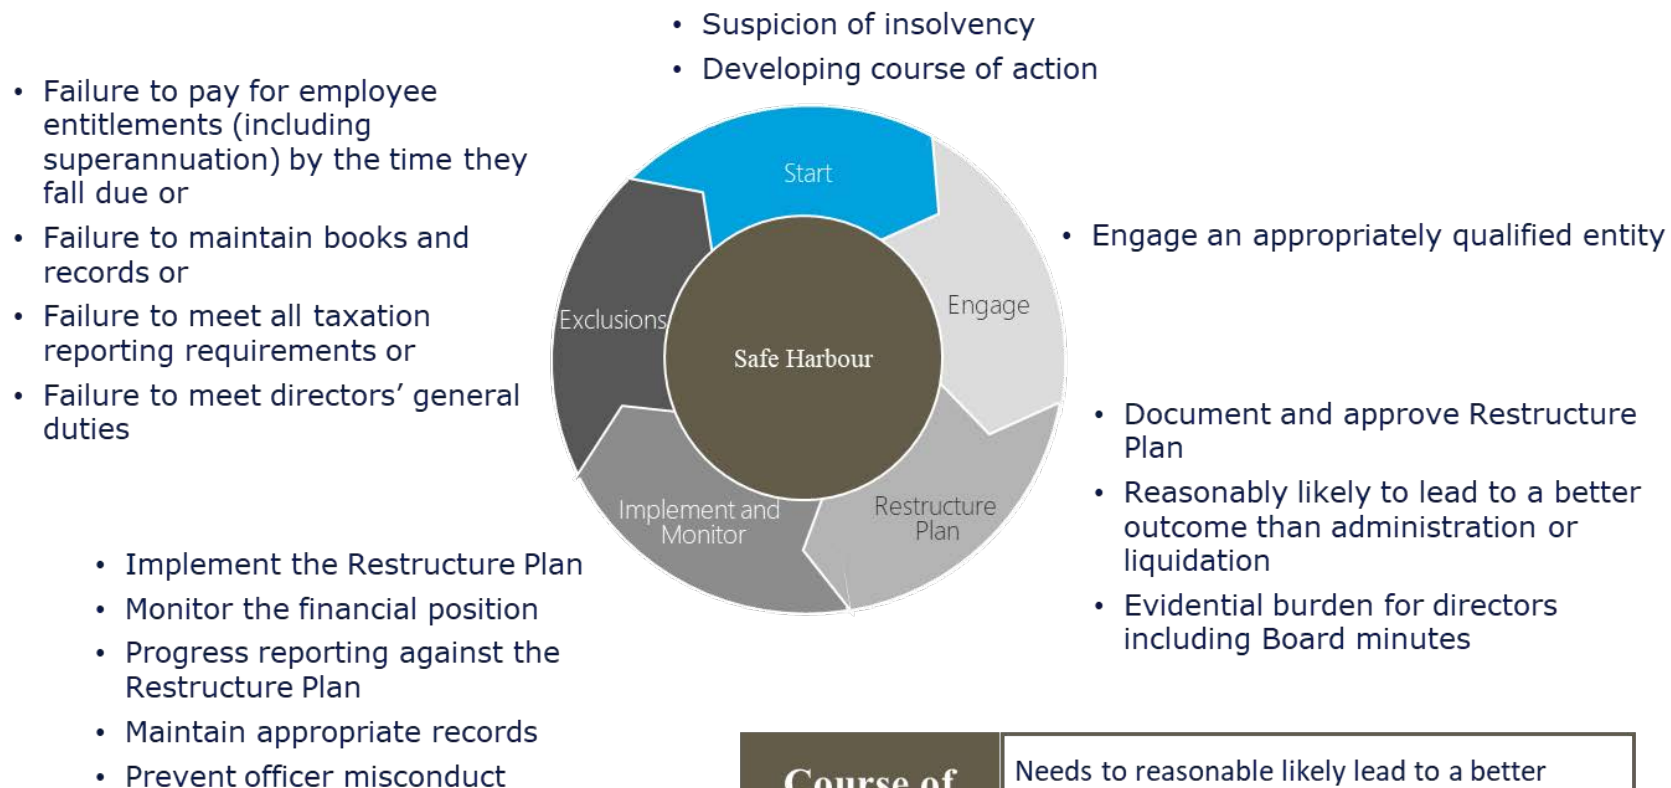 • Suspicion of insolvency
• Developing course of action
• Failure to pay for employee
entitlements (including
superannuation) by the time they
fall due or
• Failure to maintain books and
records or
• Failure to meet all taxation
reporting requirements or
• Failure to meet directors’ general
duties
Start
Engage
Restructure
Plan
Implement and
Monitor
Exclusions
Safe Harbour
• Engage an appropriately qualified entity
• Document and approve Restructure
Plan
• Reasonably likely to lead to a better
outcome than administration or
liquidation
• Evidential burden for directors
including Board minutes
• Implement the Restructure Plan
• Monitor the financial position
• Progress reporting against the
Restructure Plan
• Maintain appropriate records
• Prevent officer misconduct
Course of
Needs to reasonable likely lead to a better